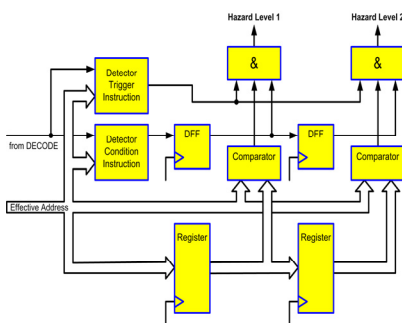 Hazard Level 1
Hazard Level 2
&
&
Detector
Trigger
Instruction
from DECODE
Detector
Condition
Instruction
DFF
DFF
Comparator
Comparator
Effective Address
Register
Register